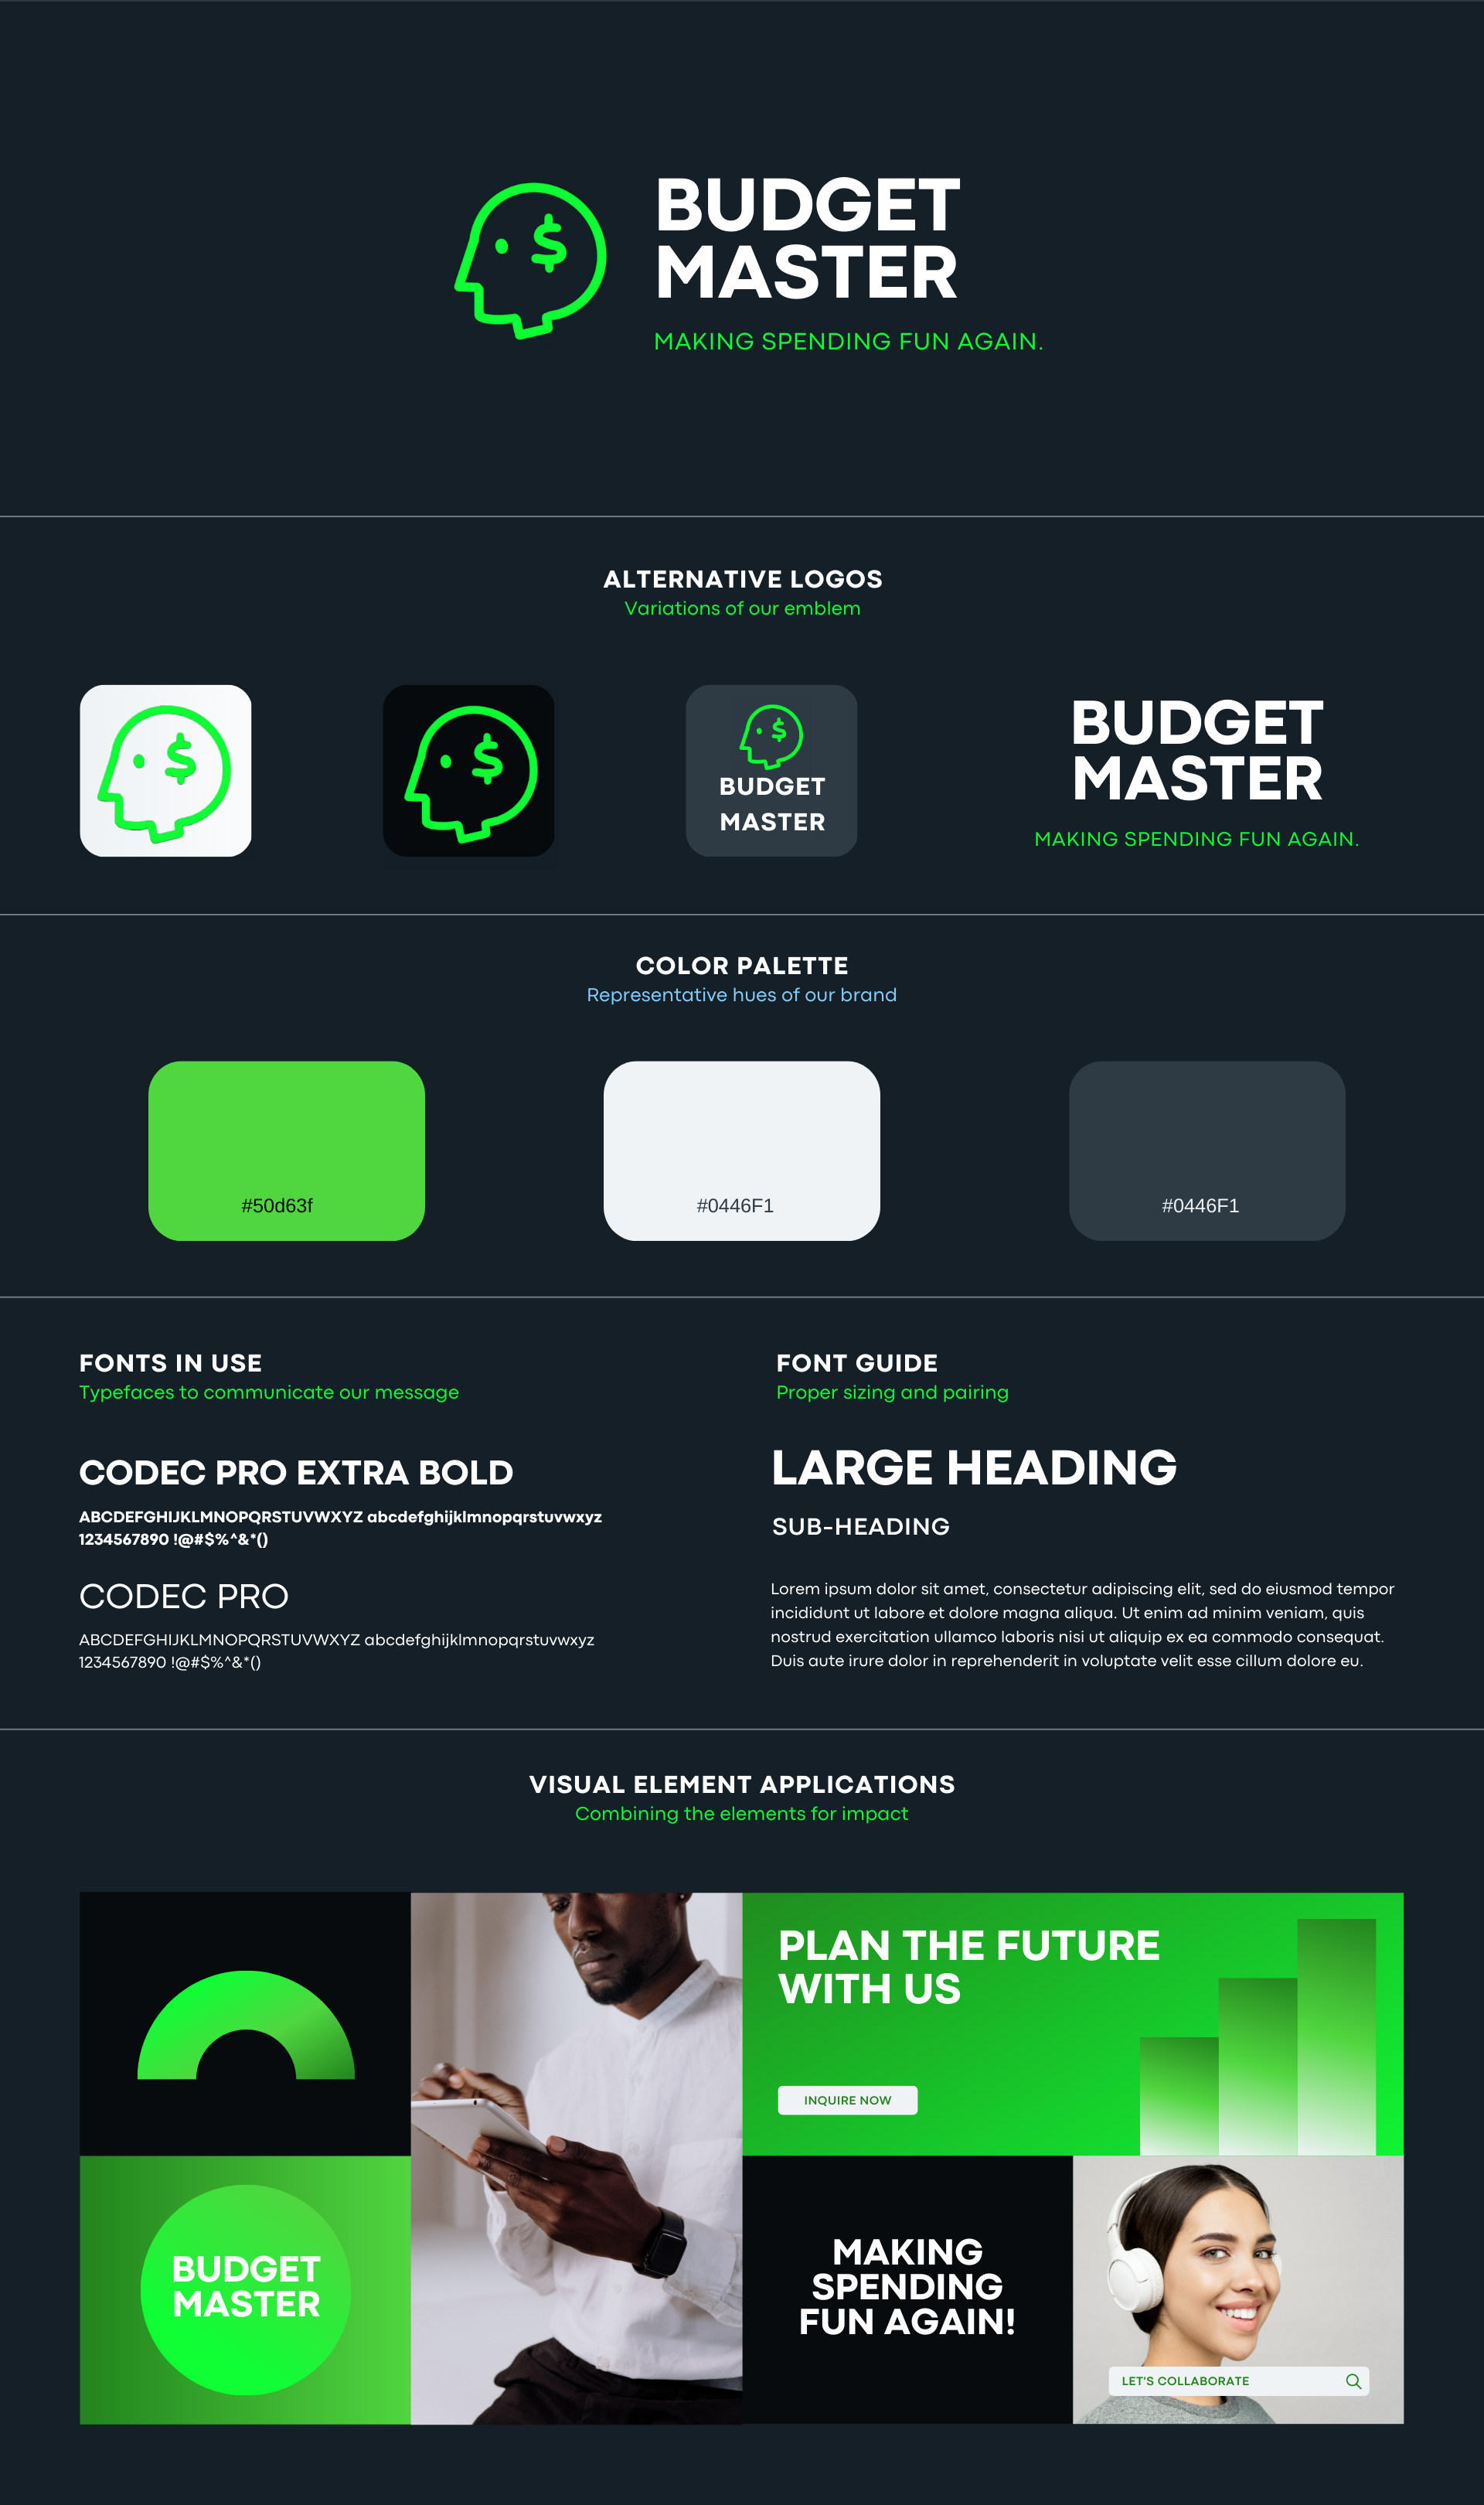 $
BUDGET
MASTER
MAKING SPENDING FUN AGAIN.
ALTERNATIVE LOGOS
Variations of our emblem
$
$
$
BUDGET
MASTER
BUDGET
MASTER
MAKING SPENDING FUN AGAIN.
COLOR PALETTE
Representative hues of our brand
#50d63f
#0446F1
#0446F1
FONTS IN USE
Typefaces to communicate our message
CODEC PRO EXTRA BOLD
ABCDEFGHIJKLMNOPQRSTUVWXYZ abcdefghijklmnopqrstuvwxyz
1234567890 !@#$%^&*()
CODEC PRO
ABCDEFGHIJKLMNOPQRSTUVWXYZ abcdefghijklmnopqrstuvwxyz
1234567890 !@#$%^&*()
FONT GUIDE
Proper sizing and pairing
LARGE HEADING
SUB-HEADING
Lorem ipsum dolor sit amet, consectetur adipiscing elit, sed do eiusmod tempor
incididunt ut labore et dolore magna aliqua. Ut enim ad minim veniam, quis
nostrud exercitation ullamco laboris nisi ut aliquip ex ea commodo consequat.
Duis aute irure dolor in reprehenderit in voluptate velit esse cillum dolore eu.
VISUAL ELEMENT APPLICATIONS
Combining the elements for impact
PLAN THE FUTURE
WITH US
INQUIRE NOW
BUDGET
MASTER
MAKING
SPENDING
FUN AGAIN!
LET'S COLLABORATE